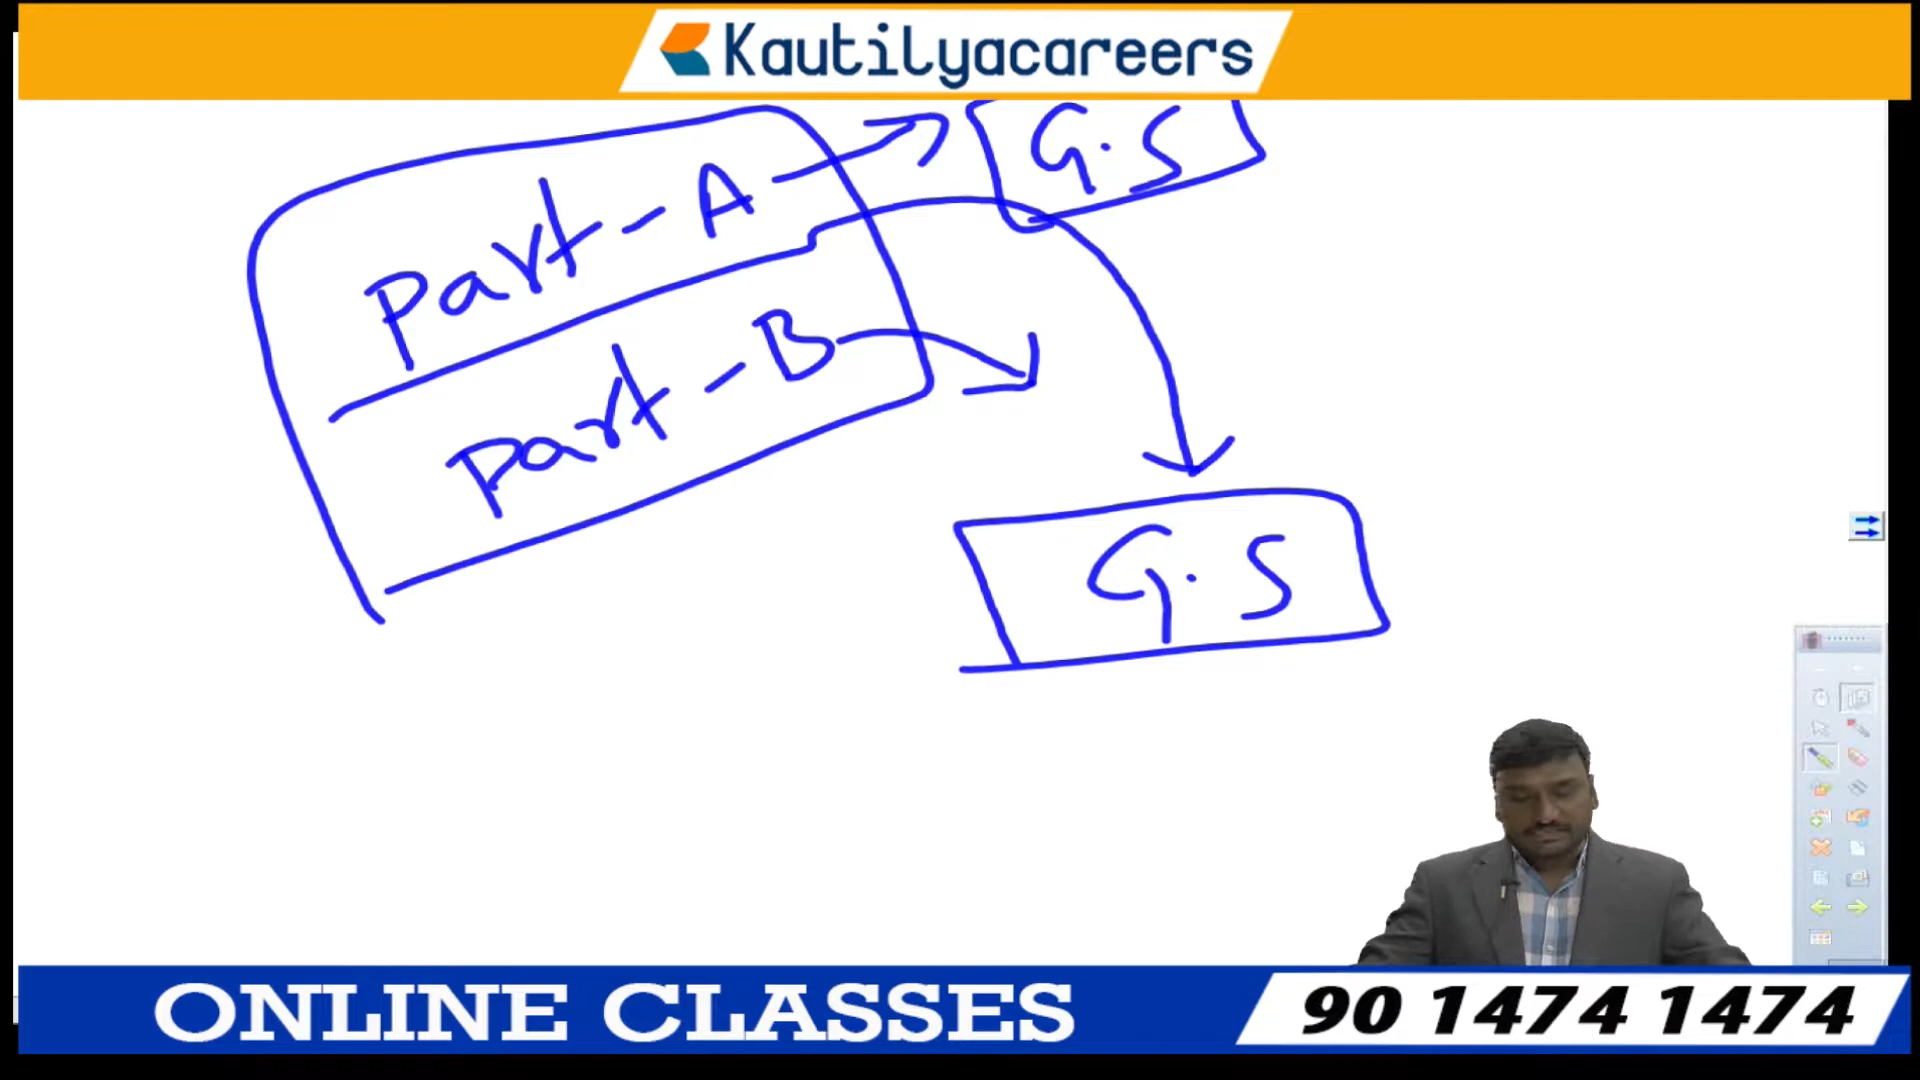 Kautilyacareers
Part - A
G.S
Part - B
G.S
ONLINE CLASSES
90 1474 1474